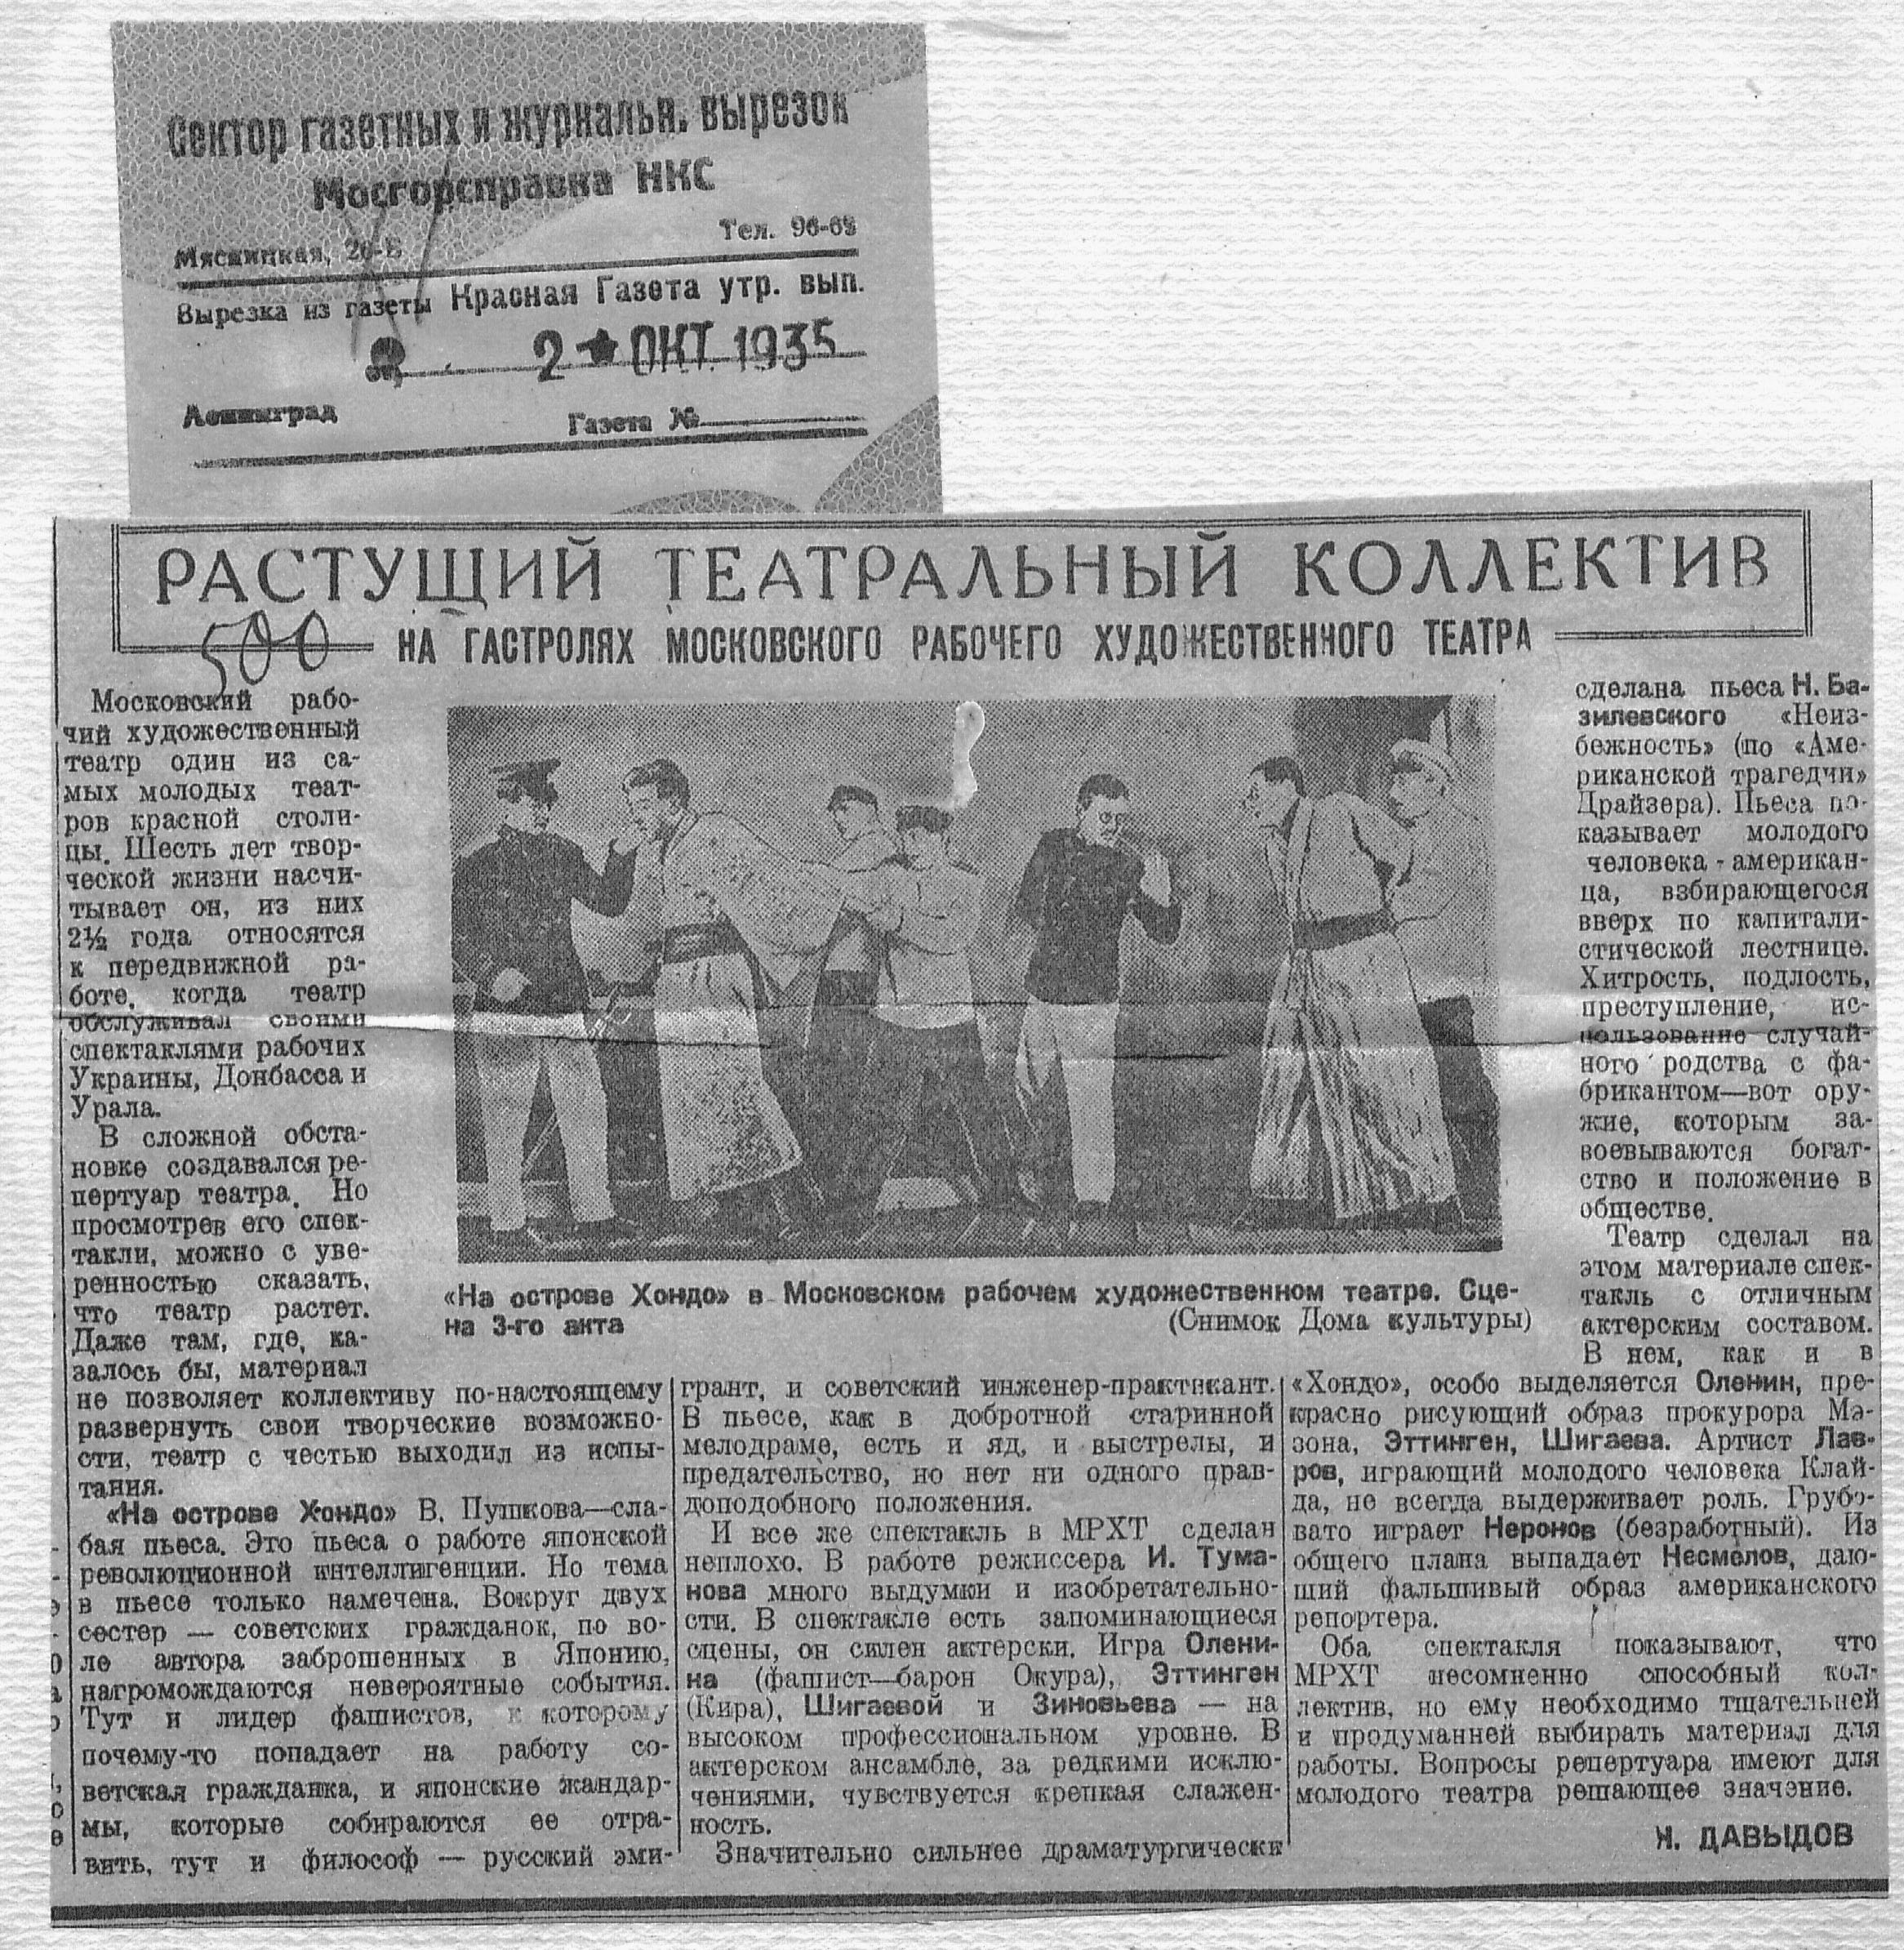 Сектор газетных и журнальн. вырезок
Мосгорсправка НКС
Мясницкая, 26-Б Тел. 96-69
Вырезка из газеты Красная Газета утр. вып.
2 ★ ОКТ. 1935
Ленинград Газета №
РАСТУЩИЙ ТЕАТРАЛЬНЫЙ КОЛЛЕКТИВ
500
НА ГАСТРОЛЯХ МОСКОВСКОГО РАБОЧЕГО ХУДОЖЕСТВЕННОГО ТЕАТРА
Московский рабо-
чий художественный
театр один из са-
мых молодых теат-
ров красной столи-
цы. Шесть лет твор-
ческой жизни насчи-
тывает он, из них
2½ года относятся
к передвижной ра-
боте, когда театр
обслуживал своими
спектаклями рабочих
Украины, Донбасса и
Урала.
В сложной обста-
новке создавался ре-
пертуар театра. Но
просмотрев его спек-
такли, можно с уве-
ренностью сказать,
что театр растет.
Даже там, где, ка-
залось бы, материал
не позволяет коллективу по-настоящему
развернуть свои творческие возможно-
сти, театр с честью выходил из испы-
тания.
«На острове Хондо» В. Пушкова—сла-
бая пьеса. Это пьеса о работе японской
революционной интеллигенции. Но тема
в пьесе только намечена. Вокруг двух
сестер — советских гражданок, по во-
ле автора заброшенных в Японию,
нагромождаются невероятные события.
Тут и лидер фашистов, к которому
почему-то попадает на работу со-
ветская гражданка, и японские жандар-
мы, которые собираются ее отра-
вить, тут и философ — русский эми-
«На острове Хондо» в Московском рабочем художественном театре. Сце-
на 3-го акта (Снимок Дома культуры)
грант, и советский инженер-практикант.
В пьесе, как в добротной старинной
мелодраме, есть и яд, и выстрелы, и
предательство, но нет ни одного прав-
доподобного положения.
И все же спектакль в МРХТ сделан
неплохо. В работе режиссера И. Тума-
нова много выдумки и изобретательно-
сти. В спектакле есть запоминающиеся
сцены, он силен актерски. Игра Олени-
на (фашист—барон Окура), Эттинген
(Кира), Шигаевой и Зиновьева — на
высоком профессиональном уровне. В
актерском ансамбле, за редкими исклю-
чениями, чувствуется крепкая слажен-
ность.
Значительно сильнее драматургически
сделана пьеса Н. Ба-
зилевского «Неиз-
бежность» (по «Аме-
риканской трагедии»
Драйзера). Пьеса по-
казывает молодого
человека - американ-
ца, взбирающегося
вверх по капитали-
стической лестнице.
Хитрость, подлость,
преступление, ис-
пользование случай-
ного родства с фа-
брикантом—вот ору-
жие, которым за-
воевываются богат-
ство и положение в
обществе.
Театр сделал на
этом материале спек-
такль с отличным
актерским составом.
В нем, как и в
«Хондо», особо выделяется Оленин, пре-
красно рисующий образ прокурора Мэ-
зона, Эттинген, Шигаева. Артист Лав-
ров, играющий молодого человека Клай-
да, не всегда выдерживает роль. Грубо-
вато играет Неронов (безработный). Из
общего плана выпадает Несмелов, даю-
щий фальшивый образ американского
репортера.
Оба спектакля показывают, что
МРХТ несомненно способный кол-
лектив, но ему необходимо тщательней
и продуманней выбирать материал для
работы. Вопросы репертуара имеют для
молодого театра решающее значение.
И. ДАВЫДОВ